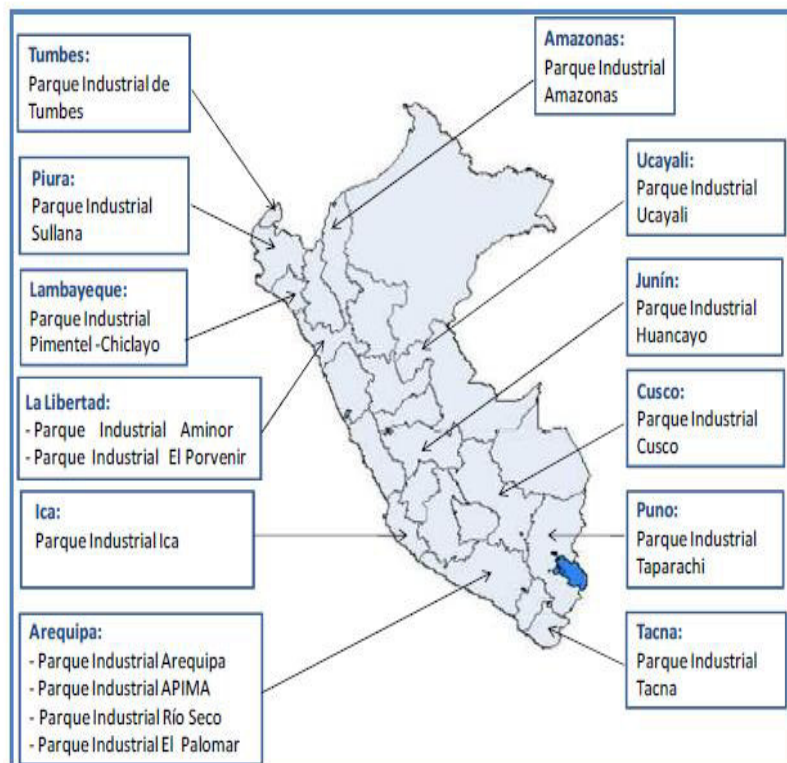 Tumbes:
Parque Industrial de
Tumbes
Piura:
Parque Industrial
Sullana
Lambayeque:
Parque Industrial
Pimentel -Chiclayo
La Libertad:
- Parque Industrial Aminor
- Parque Industrial El Porvenir
Ica:
Parque Industrial Ica
Arequipa:
- Parque Industrial Arequipa
- Parque Industrial APIMA
- Parque Industrial Río Seco
- Parque Industrial El Palomar
Amazonas:
Parque Industrial
Amazonas
Ucayali:
Parque Industrial
Ucayali
Junín:
Parque Industrial
Huancayo
Cusco:
Parque Industrial
Cusco
Puno:
Parque Industrial
Taparachi
Tacna:
Parque Industrial
Tacna